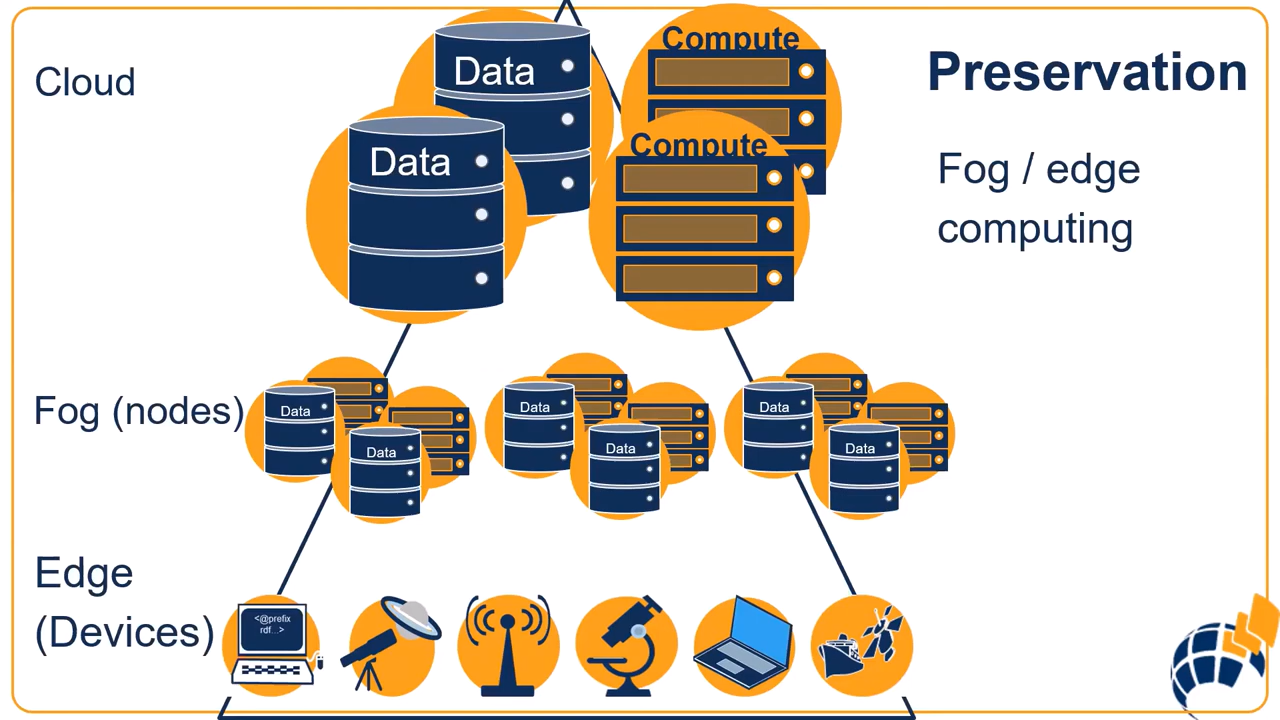 Cloud
Data
Compute
Preservation
Data
Compute
Fog / edge
computing
Fog (nodes)
Data
Data
Data
Data
Data
Data
Edge
(Devices)
<@prefix
rdf...>